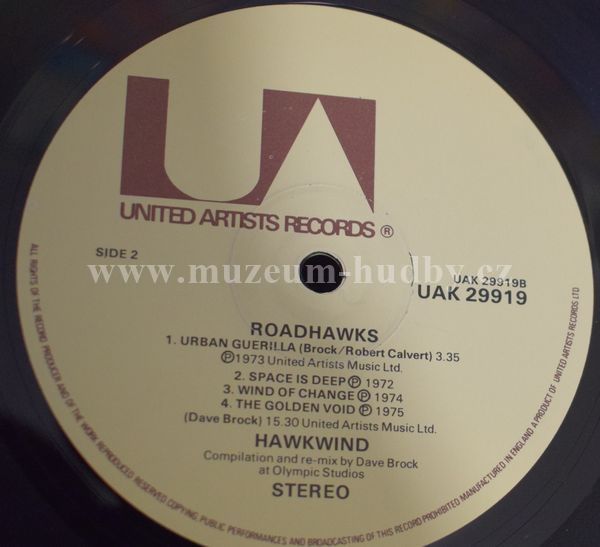 UA
UNITED ARTISTS RECORDS ®
SIDE 2
www.muzeum-hudby.cz
UAK 29919B
UAK 29919
ROADHAWKS
1. URBAN GUERILLA (Brock/Robert Calvert) 3.35
℗1973 United Artists Music Ltd.
2. SPACE IS DEEP ℗ 1972
3. WIND OF CHANGE ℗ 1974
4. THE GOLDEN VOID ℗ 1975
(Dave Brock) 15.30 United Artists Music Ltd.
HAWKWIND
Compilation and re-mix by Dave Brock
at Olympic Studios
STEREO
ALL RIGHTS OF THE RECORD PRODUCER AND OF THE WORK REPRODUCED RESERVED COPYING, PUBLIC PERFORMANCES AND BROADCASTING OF THIS RECORD PROHIBITED MANUFACTURED IN ENGLAND A PRODUCT OF UNITED ARTISTS RECORDS LTD